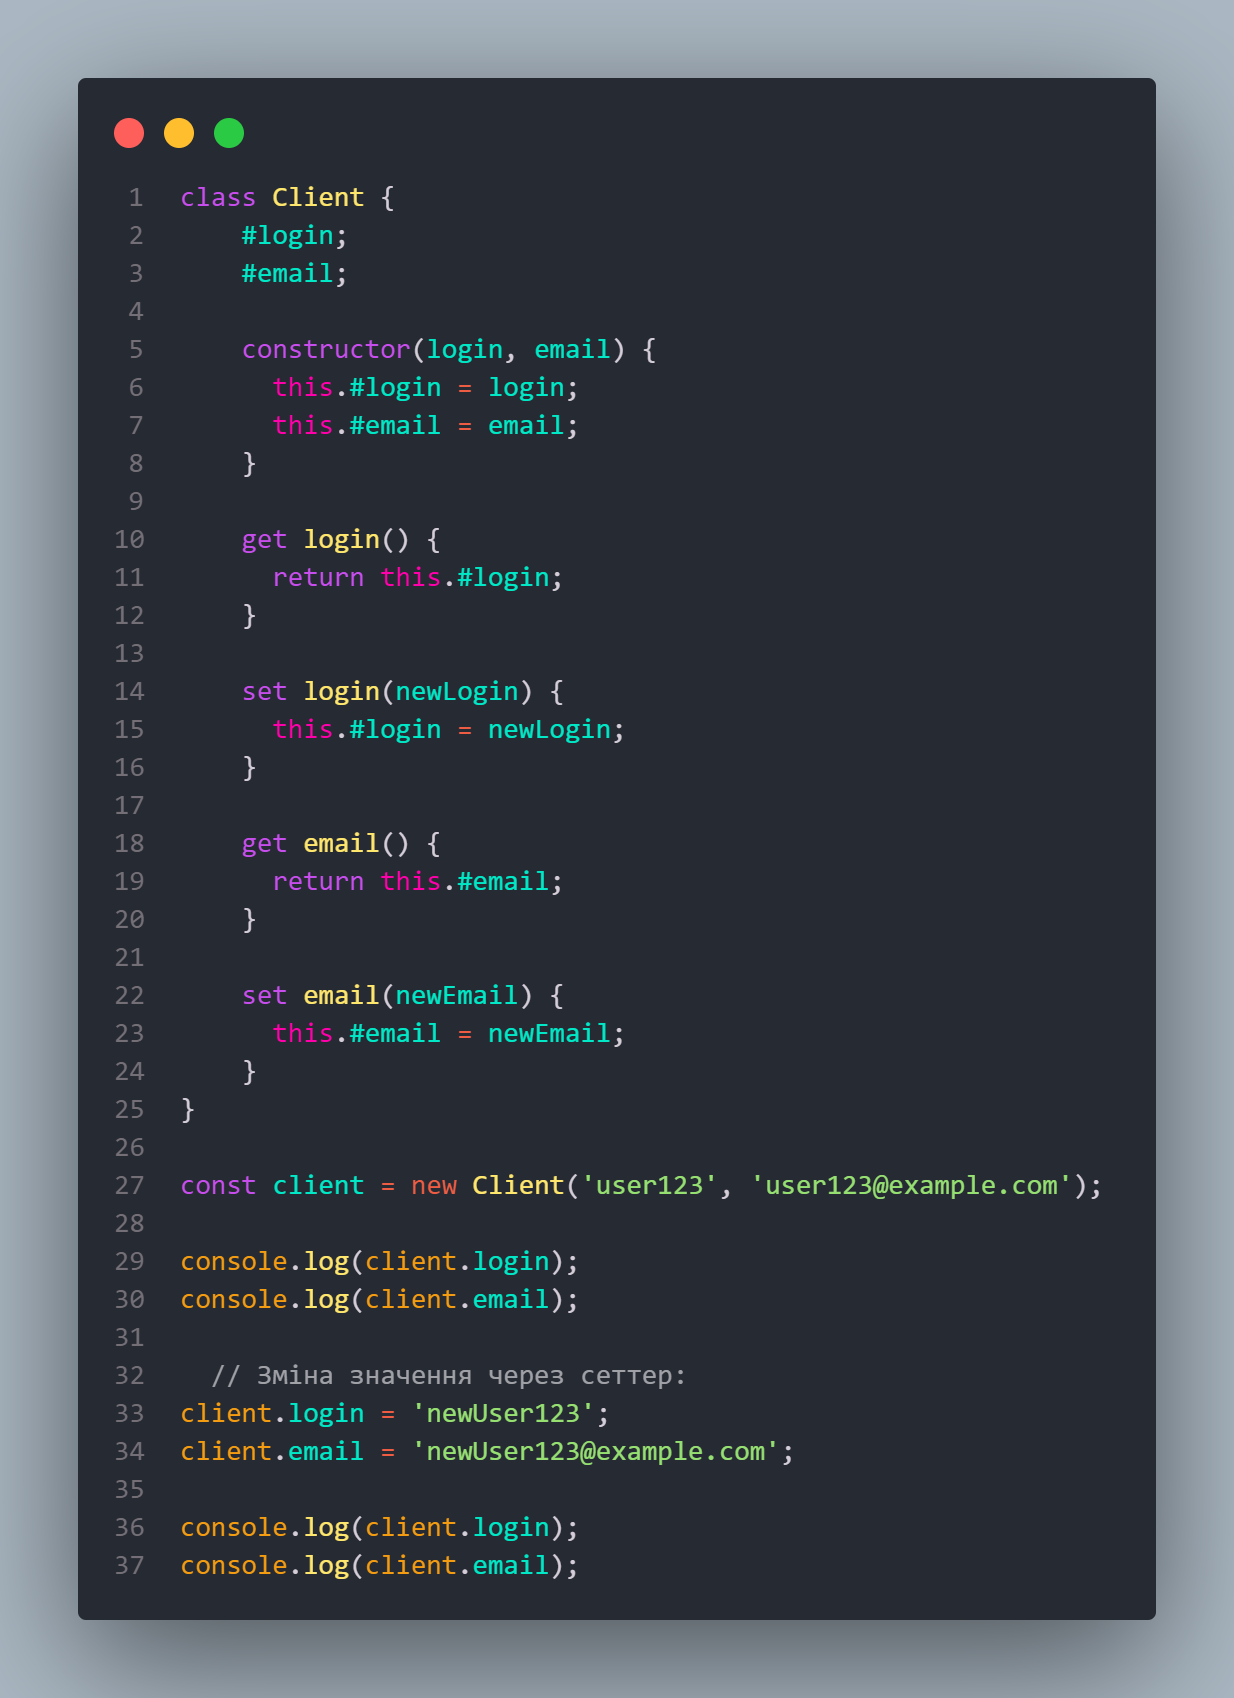 1 class Client {
2 #login;
3 #email;
4
5 constructor(login, email) {
6 this.#login = login;
7 this.#email = email;
8 }
9
10 get login() {
11 return this.#login;
12 }
13
14 set login(newLogin) {
15 this.#login = newLogin;
16 }
17
18 get email() {
19 return this.#email;
20 }
21
22 set email(newEmail) {
23 this.#email = newEmail;
24 }
25 }
26
27 const client = new Client('user123', 'user123@example.com');
28
29 console.log(client.login);
30 console.log(client.email);
31
32 // Зміна значення через сеттер:
33 client.login = 'newUser123';
34 client.email = 'newUser123@example.com';
35
36 console.log(client.login);
37 console.log(client.email);